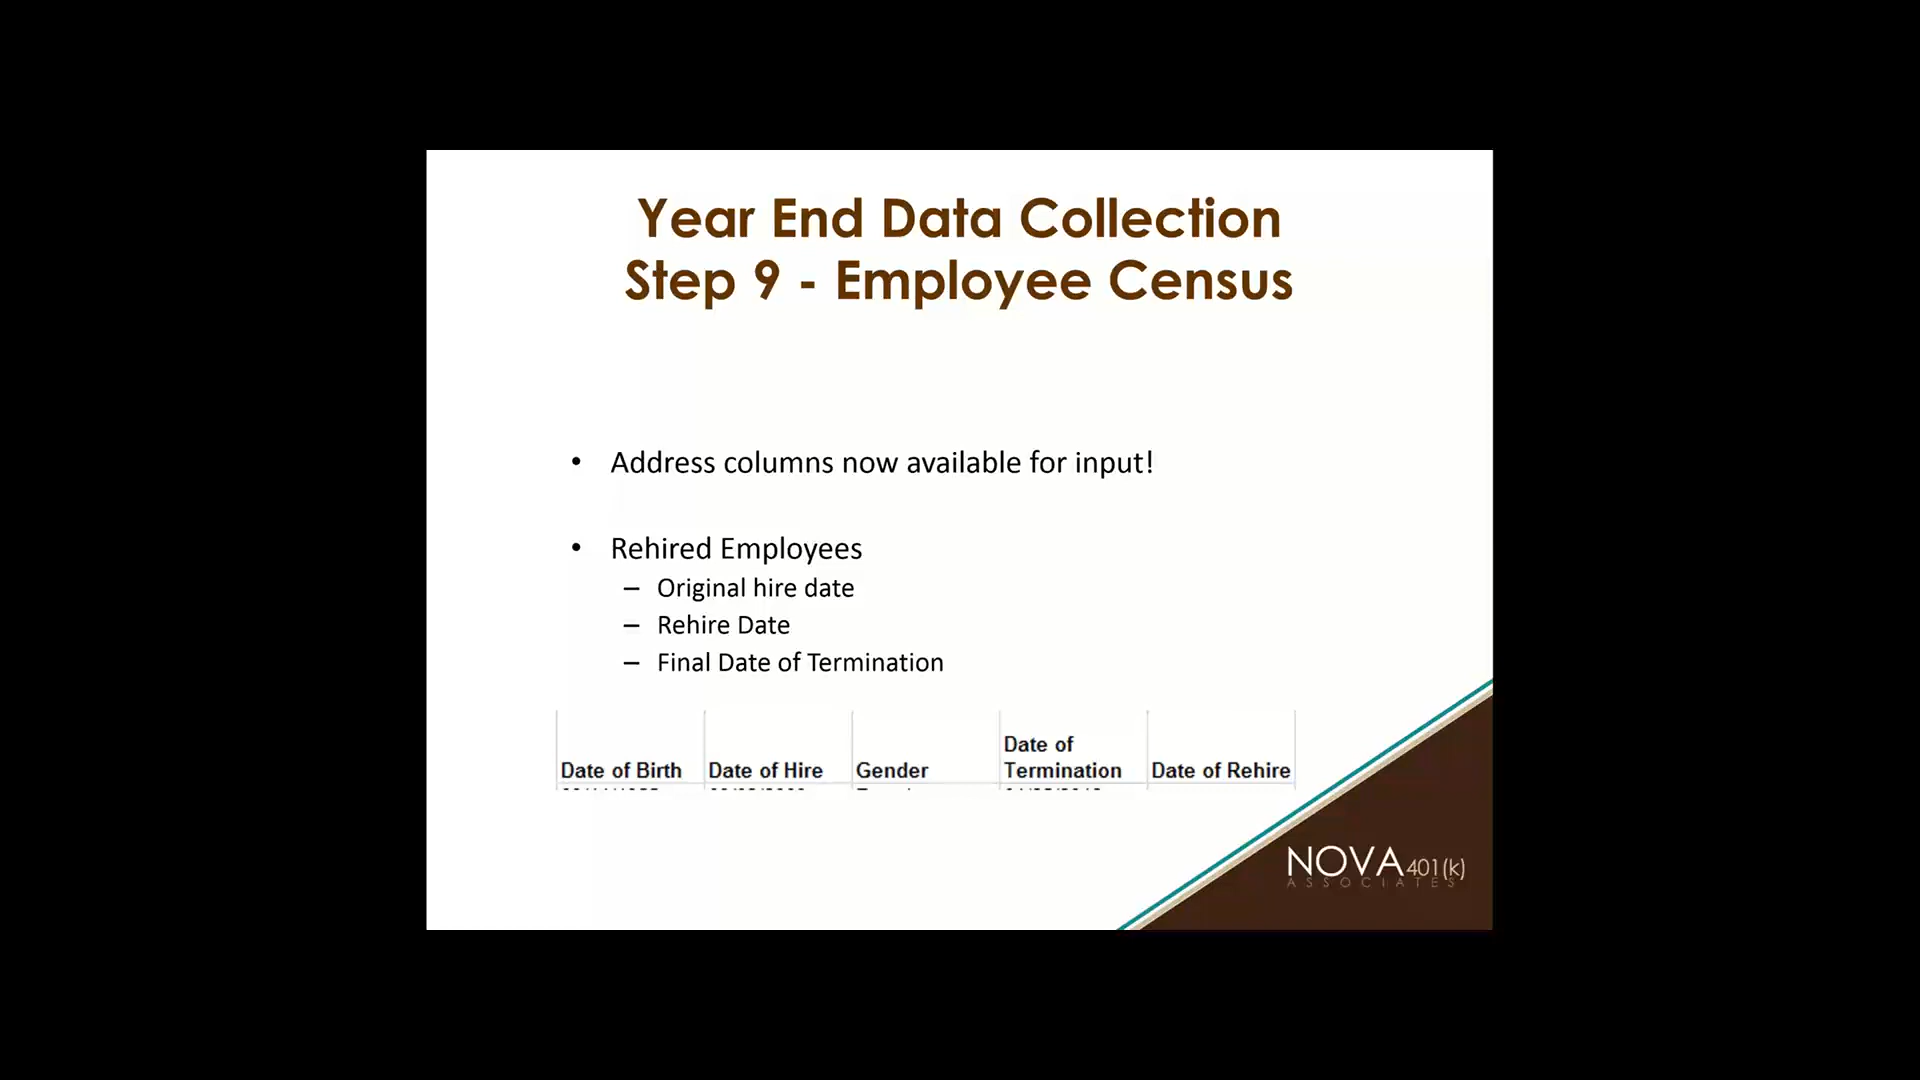 Year End Data Collection
Step 9 - Employee Census
• Address columns now available for input!
• Rehired Employees
– Original hire date
– Rehire Date
– Final Date of Termination
Date of Birth Date of Hire Gender Date of Termination Date of Rehire
NOVA 401(k)
ASSOCIATES